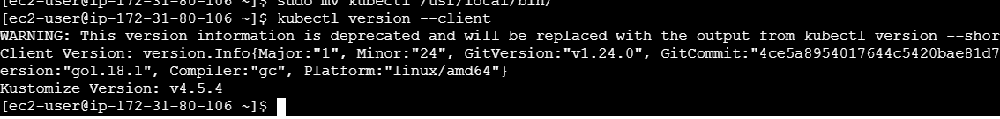 [ec2-user@ip-172-31-80-106 ~]$ sudo mv kubectl /usr/local/bin/
[ec2-user@ip-172-31-80-106 ~]$ kubectl version --client
WARNING: This version information is deprecated and will be replaced with the output from kubectl version --shor
Client Version: version.Info{Major:"1", Minor:"24", GitVersion:"v1.24.0", GitCommit:"4ce5a8954017644c5420bae81d7
ersion:"go1.18.1", Compiler:"gc", Platform:"linux/amd64"}
Kustomize Version: v4.5.4
[ec2-user@ip-172-31-80-106 ~]$